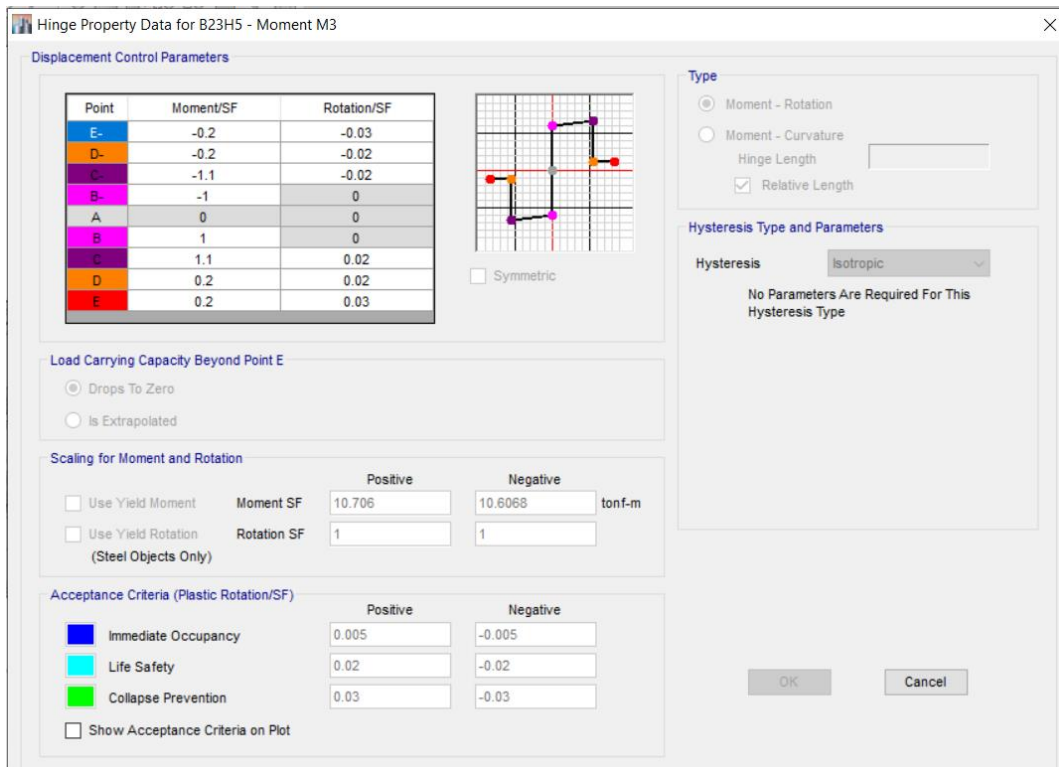 Hinge Property Data for B23H5 - Moment M3
Displacement Control Parameters
Point Moment/SF Rotation/SF
E- -0.2 -0.03
D- -0.2 -0.02
C- -1.1 -0.02
B- -1 0
A 0 0
B 1 0
C 1.1 0.02
D 0.2 0.02
E 0.2 0.03
Symmetric
Type
Moment - Rotation
Moment - Curvature
Hinge Length
Relative Length
Hysteresis Type and Parameters
Hysteresis Isotropic
No Parameters Are Required For This
Hysteresis Type
Load Carrying Capacity Beyond Point E
Drops To Zero
Is Extrapolated
Scaling for Moment and Rotation
Positive Negative
Use Yield Moment Moment SF 10.706 10.6068 tonf-m
Use Yield Rotation Rotation SF 1 1
(Steel Objects Only)
Acceptance Criteria (Plastic Rotation/SF)
Positive Negative
Immediate Occupancy 0.005 -0.005
Life Safety 0.02 -0.02
Collapse Prevention 0.03 -0.03
Show Acceptance Criteria on Plot
OK Cancel